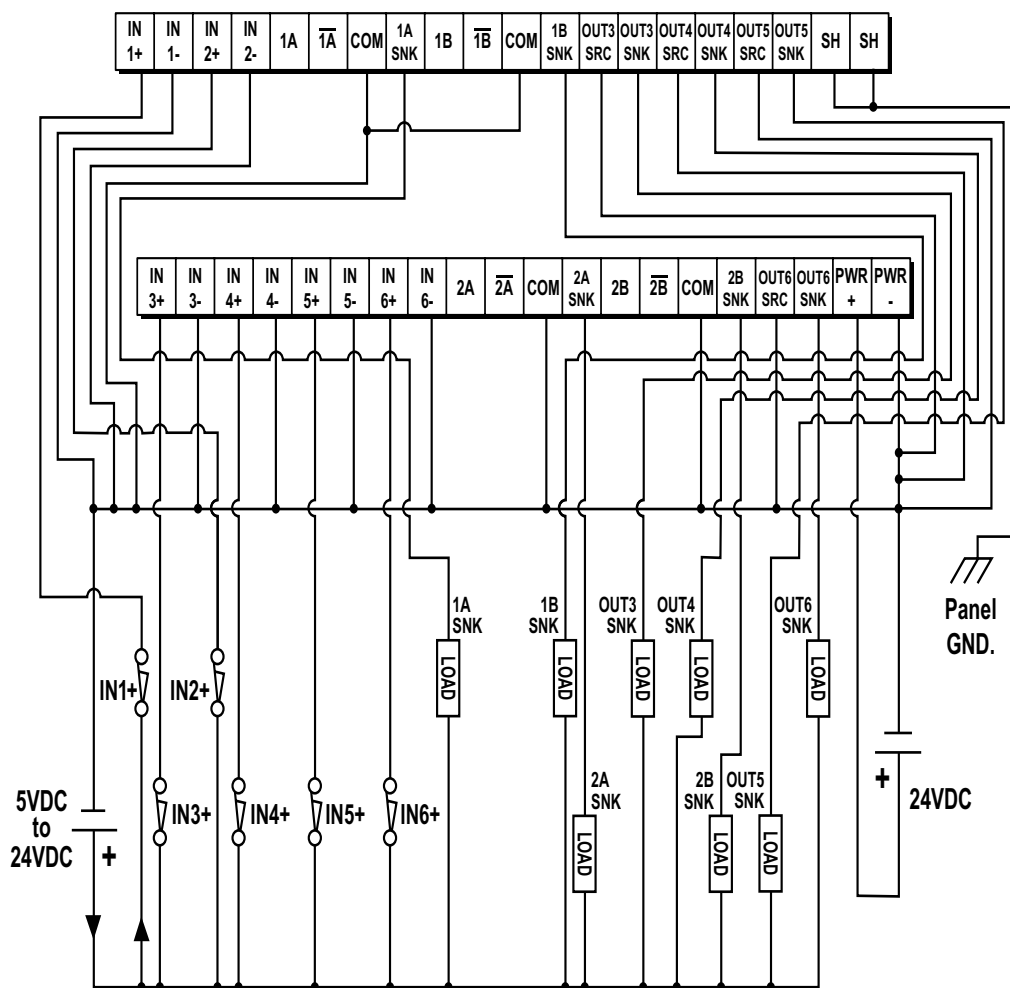 IN 1+
IN 1-
IN 2+
IN 2-
1A
1̅A̅
COM
1A SNK
1B
1̅B̅
COM
1B SNK
OUT3 SRC
OUT3 SNK
OUT4 SRC
OUT4 SNK
OUT5 SRC
OUT5 SNK
SH
SH
IN 3+
IN 3-
IN 4+
IN 4-
IN 5+
IN 5-
IN 6+
IN 6-
2A
2̅A̅
COM
2A SNK
2B
2̅B̅
COM
2B SNK
OUT6 SRC
OUT6 SNK
PWR +
PWR -
Panel
GND.
1A
SNK
1B
SNK
OUT3
SNK
OUT4
SNK
OUT6
SNK
LOAD
LOAD
LOAD
LOAD
LOAD
IN1+
IN2+
5VDC
to
24VDC
+
IN3+
IN4+
IN5+
IN6+
2A
SNK
2B
SNK
OUT5
SNK
LOAD
LOAD
LOAD
+
24VDC